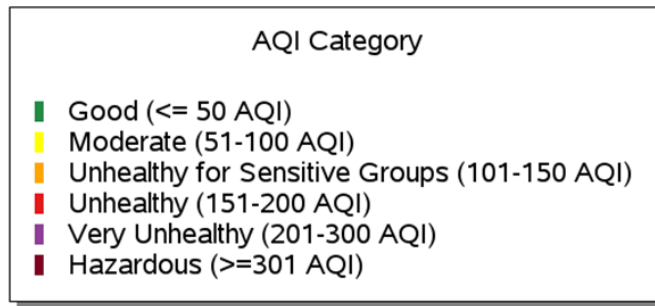 AQI Category
Good (<= 50 AQI)
Moderate (51-100 AQI)
Unhealthy for Sensitive Groups (101-150 AQI)
Unhealthy (151-200 AQI)
Very Unhealthy (201-300 AQI)
Hazardous (>=301 AQI)